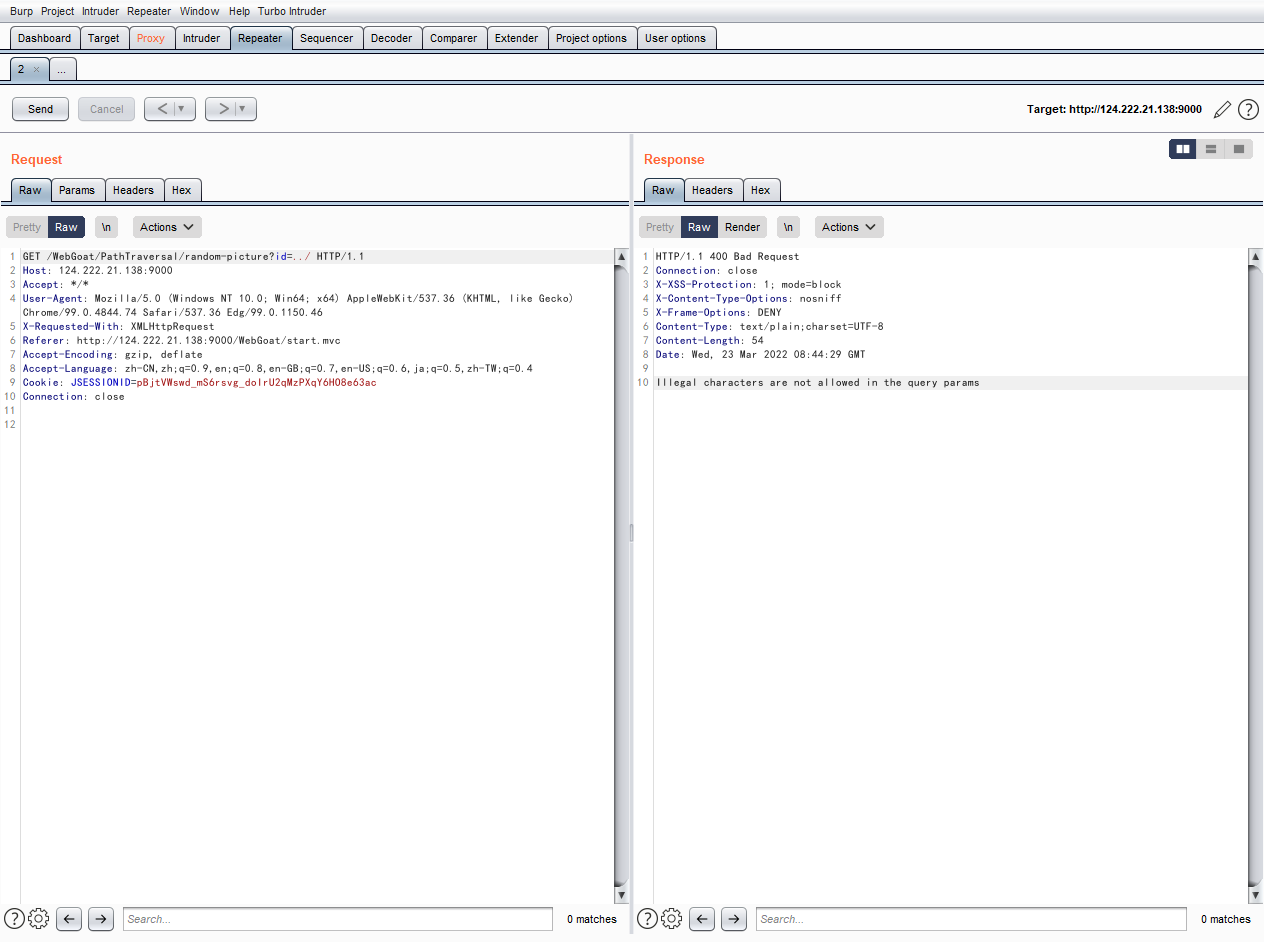 Burp Project Intruder Repeater Window Help Turbo Intruder
Dashboard Target Proxy Intruder Repeater Sequencer Decoder Comparer Extender Project options User options
2 × ...
Send Cancel < ▼ > ▼ Target: http://124.222.21.138:9000 ?
Request
Raw Params Headers Hex
Pretty Raw \n Actions
1 GET /WebGoat/PathTraversal/random-picture?id=../ HTTP/1.1
2 Host: 124.222.21.138:9000
3 Accept: */*
4 User-Agent: Mozilla/5.0 (Windows NT 10.0; Win64; x64) AppleWebKit/537.36 (KHTML, like Gecko)
Chrome/99.0.4844.74 Safari/537.36 Edg/99.0.1150.46
5 X-Requested-With: XMLHttpRequest
6 Referer: http://124.222.21.138:9000/WebGoat/start.mvc
7 Accept-Encoding: gzip, deflate
8 Accept-Language: zh-CN,zh;q=0.9,en;q=0.8,en-GB;q=0.7,en-US;q=0.6,ja;q=0.5,zh-TW;q=0.4
9 Cookie: JSESSIONID=pBjtVWswd_mS6rsvg_dolrU2qMzPXqY6HO8e63ac
10 Connection: close
11
12
? Search... 0 matches
Response
Raw Headers Hex
Pretty Raw Render \n Actions
1 HTTP/1.1 400 Bad Request
2 Connection: close
3 X-XSS-Protection: 1; mode=block
4 X-Content-Type-Options: nosniff
5 X-Frame-Options: DENY
6 Content-Type: text/plain;charset=UTF-8
7 Content-Length: 54
8 Date: Wed, 23 Mar 2022 08:44:29 GMT
9
10 Illegal characters are not allowed in the query params
? Search... 0 matches